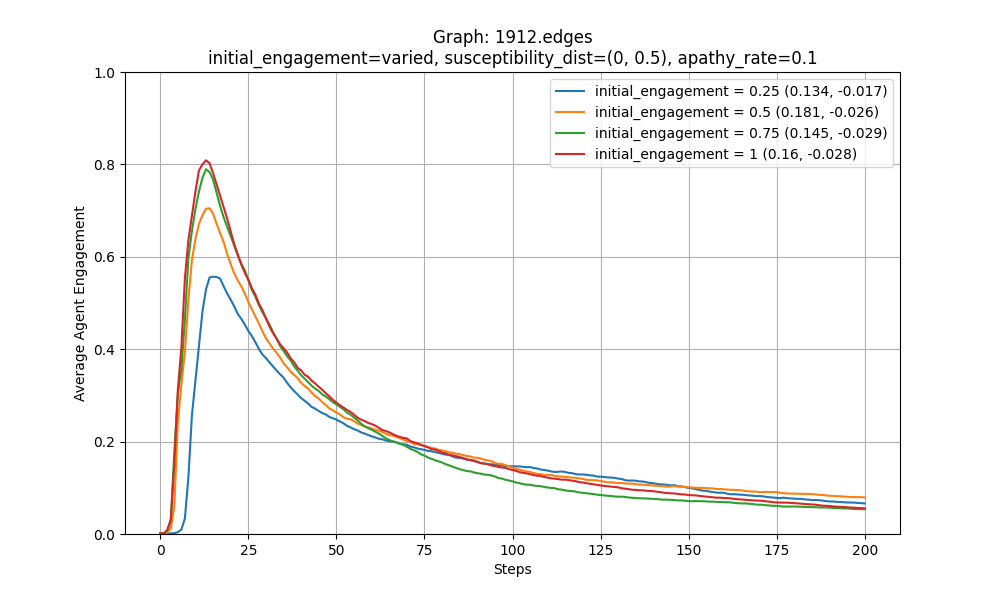 Graph: 1912.edges
initial_engagement=varied, susceptibility_dist=(0, 0.5), apathy_rate=0.1
initial_engagement = 0.25 (0.134, -0.017)
initial_engagement = 0.5 (0.181, -0.026)
initial_engagement = 0.75 (0.145, -0.029)
initial_engagement = 1 (0.16, -0.028)
Average Agent Engagement
1.0
0.8
0.6
0.4
0.2
0.0
0 25 50 75 100 125 150 175 200
Steps